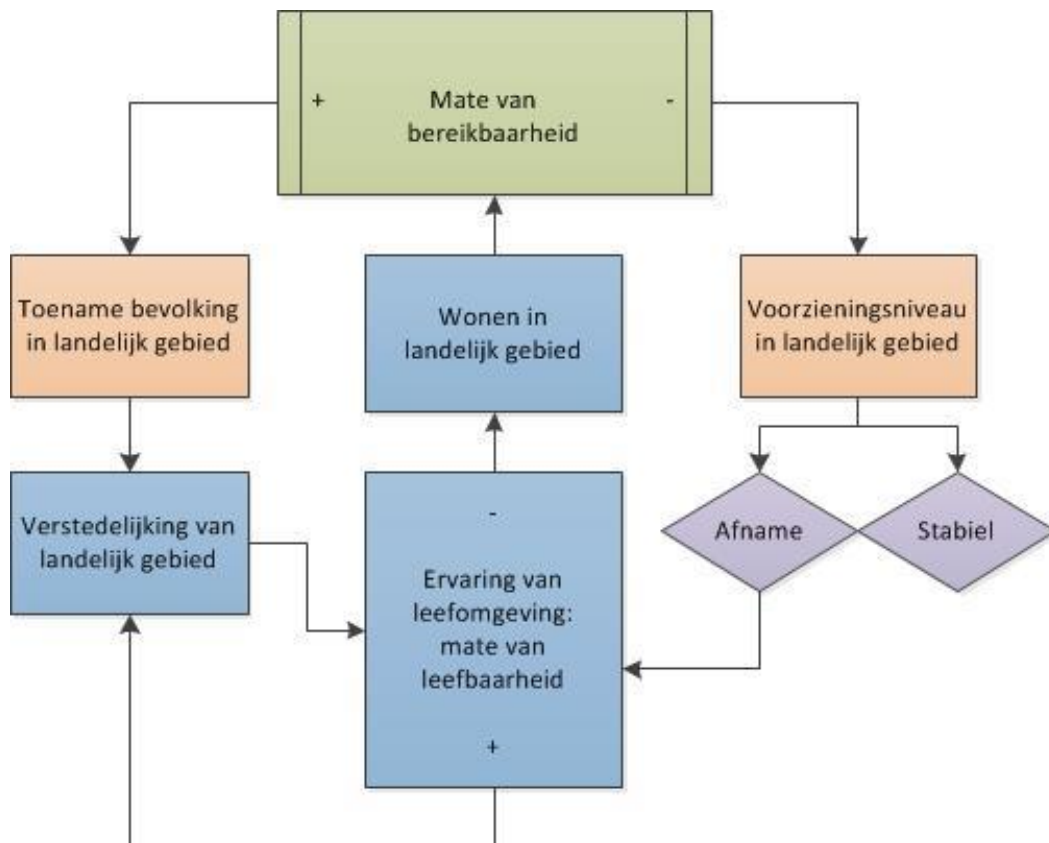 +
Mate van
bereikbaarheid
-
Toename bevolking
in landelijk gebied
Wonen in
landelijk gebied
Voorzieningsniveau
in landelijk gebied
Verstedelijking van
landelijk gebied
-
Ervaring van
leefomgeving:
mate van
leefbaarheid
+
Afname
Stabiel